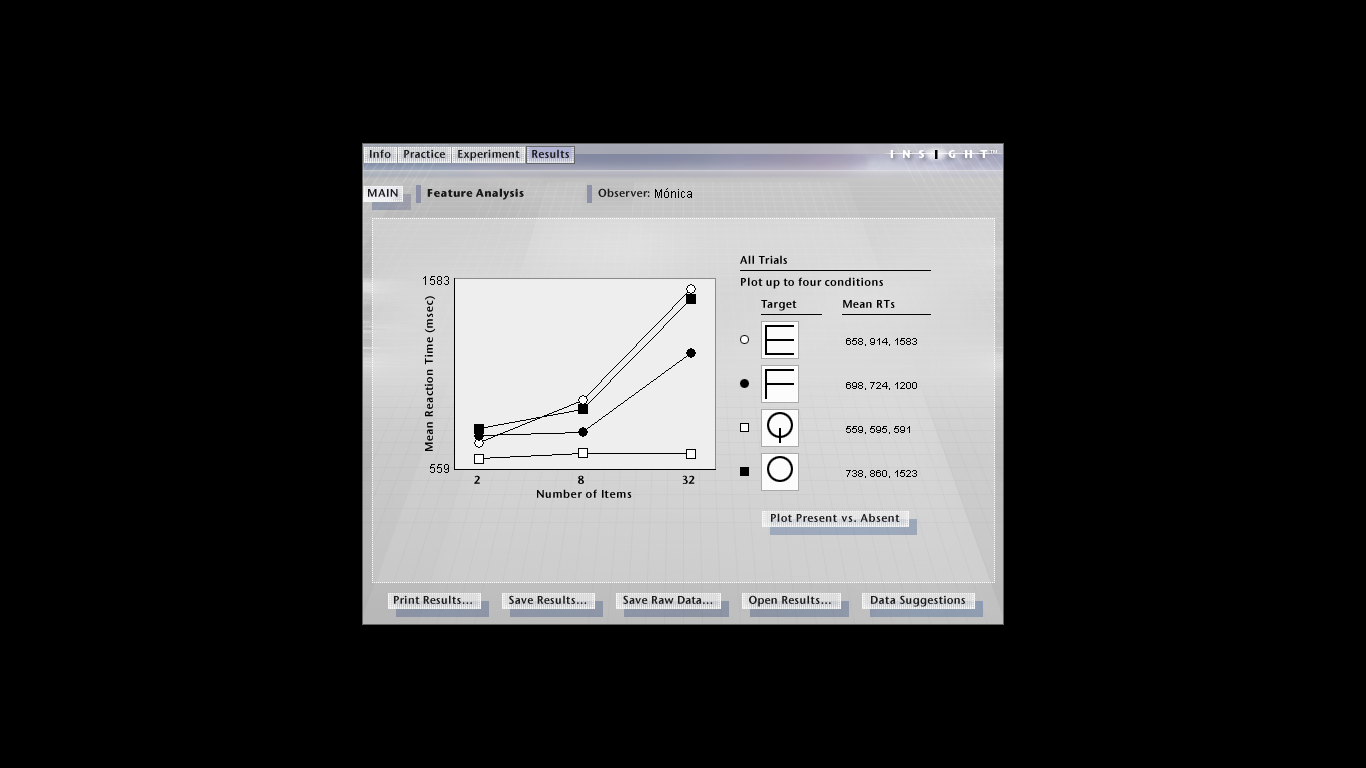 Info Practice Experiment Results INSIGHT™
MAIN Feature Analysis Observer: Mónica
All Trials
Plot up to four conditions
Target Mean RTs
1583
Mean Reaction Time (msec)
559
2 8 32
Number of Items
658, 914, 1583
698, 724, 1200
559, 595, 591
738, 860, 1523
Plot Present vs. Absent
Print Results... Save Results... Save Raw Data... Open Results... Data Suggestions